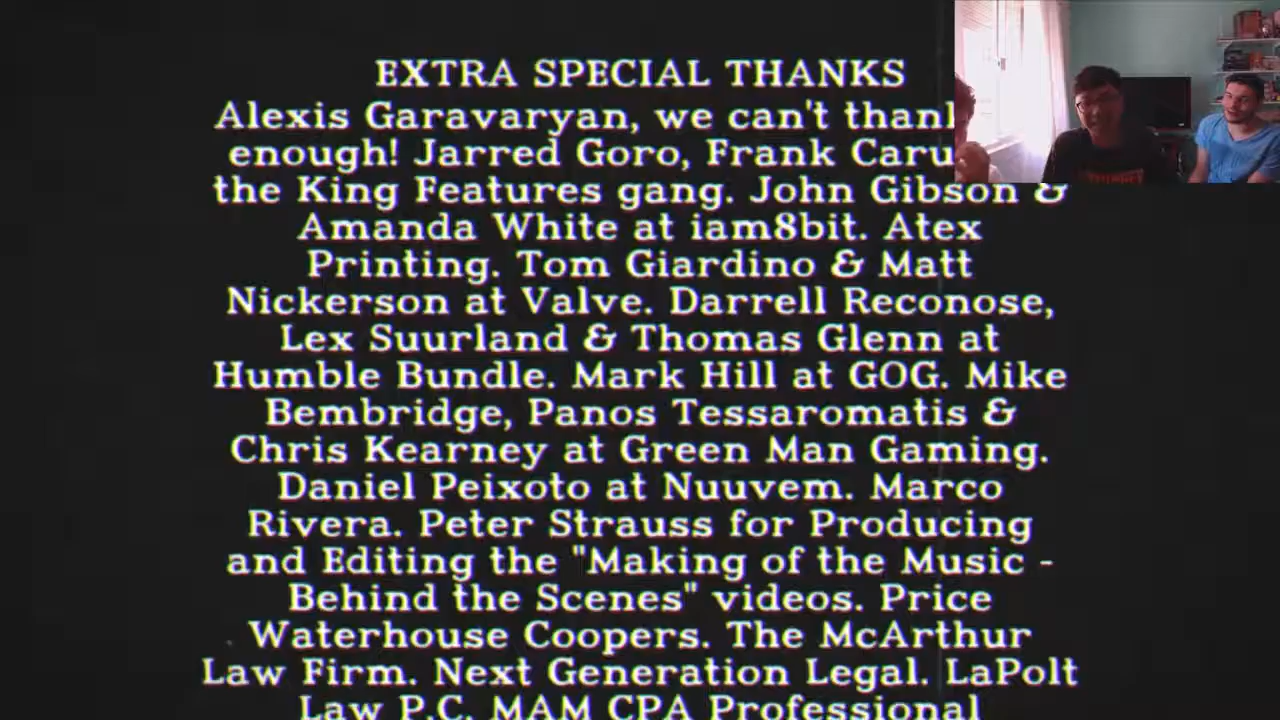 EXTRA SPECIAL THANKS
Alexis Garavaryan, we can't
enough! Jarred Goro, Frank
the King Features gang. John Gibson &
Amanda White at iam8bit. Atex
Printing. Tom Giardino & Matt
Nickerson at Valve. Darrell Reconose,
Lex Suurland & Thomas Glenn at
Humble Bundle. Mark Hill at GOG. Mike
Bembridge, Panos Tessaromatis &
Chris Kearney at Green Man Gaming.
Daniel Peixoto at Nuuvem. Marco
Rivera. Peter Strauss for Producing
and Editing the "Making of the Music -
Behind the Scenes" videos. Price
Waterhouse Coopers. The McArthur
Law Firm. Next Generation Legal. LaPolt
Law P.C. MAM CPA Professional